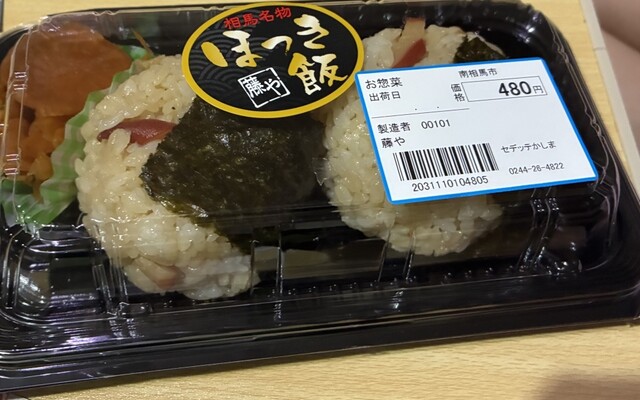 相馬名物
ほっき飯
藤や
南相馬市
お惣菜
出荷日 . .
価格 480円
製造者 00101
藤や
セデッテかしま
0244-26-4822
2031110104805